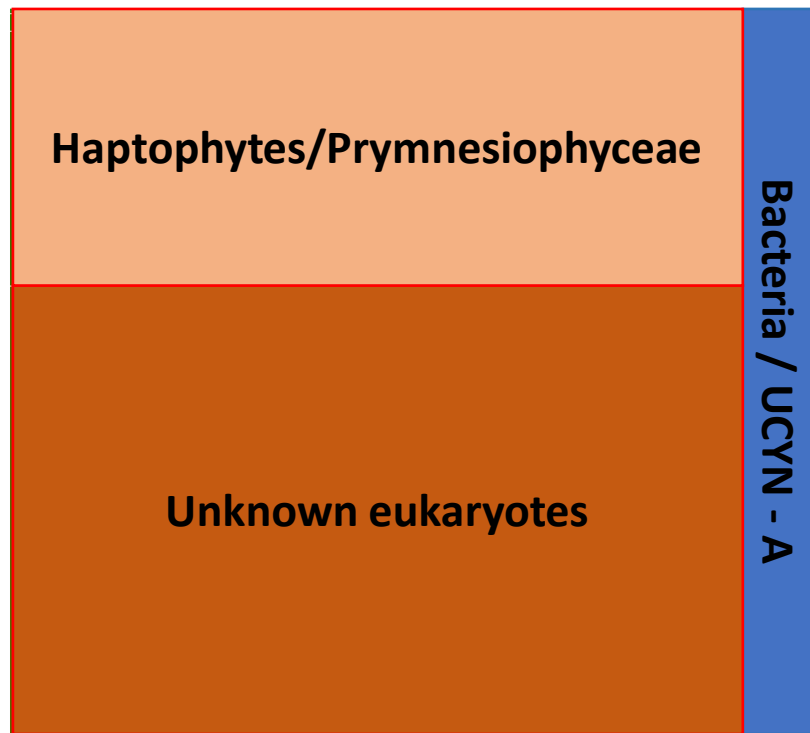 Haptophytes/Prymnesiophyceae
Unknown eukaryotes
Bacteria / UCYN - A